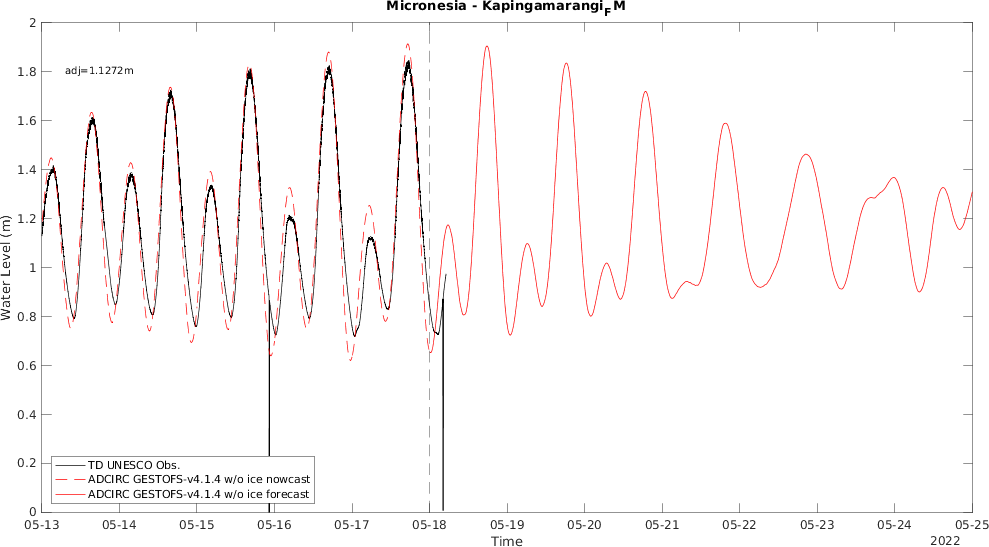 Micronesia - Kapingamarangi_FM
2
1.8
1.6
1.4
1.2
1
0.8
0.6
0.4
0.2
0
Water Level (m)
adj=1.1272m
TD UNESCO Obs.
ADCIRC GESTOFS-v4.1.4 w/o ice nowcast
ADCIRC GESTOFS-v4.1.4 w/o ice forecast
05-13 05-14 05-15 05-16 05-17 05-18 05-19 05-20 05-21 05-22 05-23 05-24 05-25
Time
2022